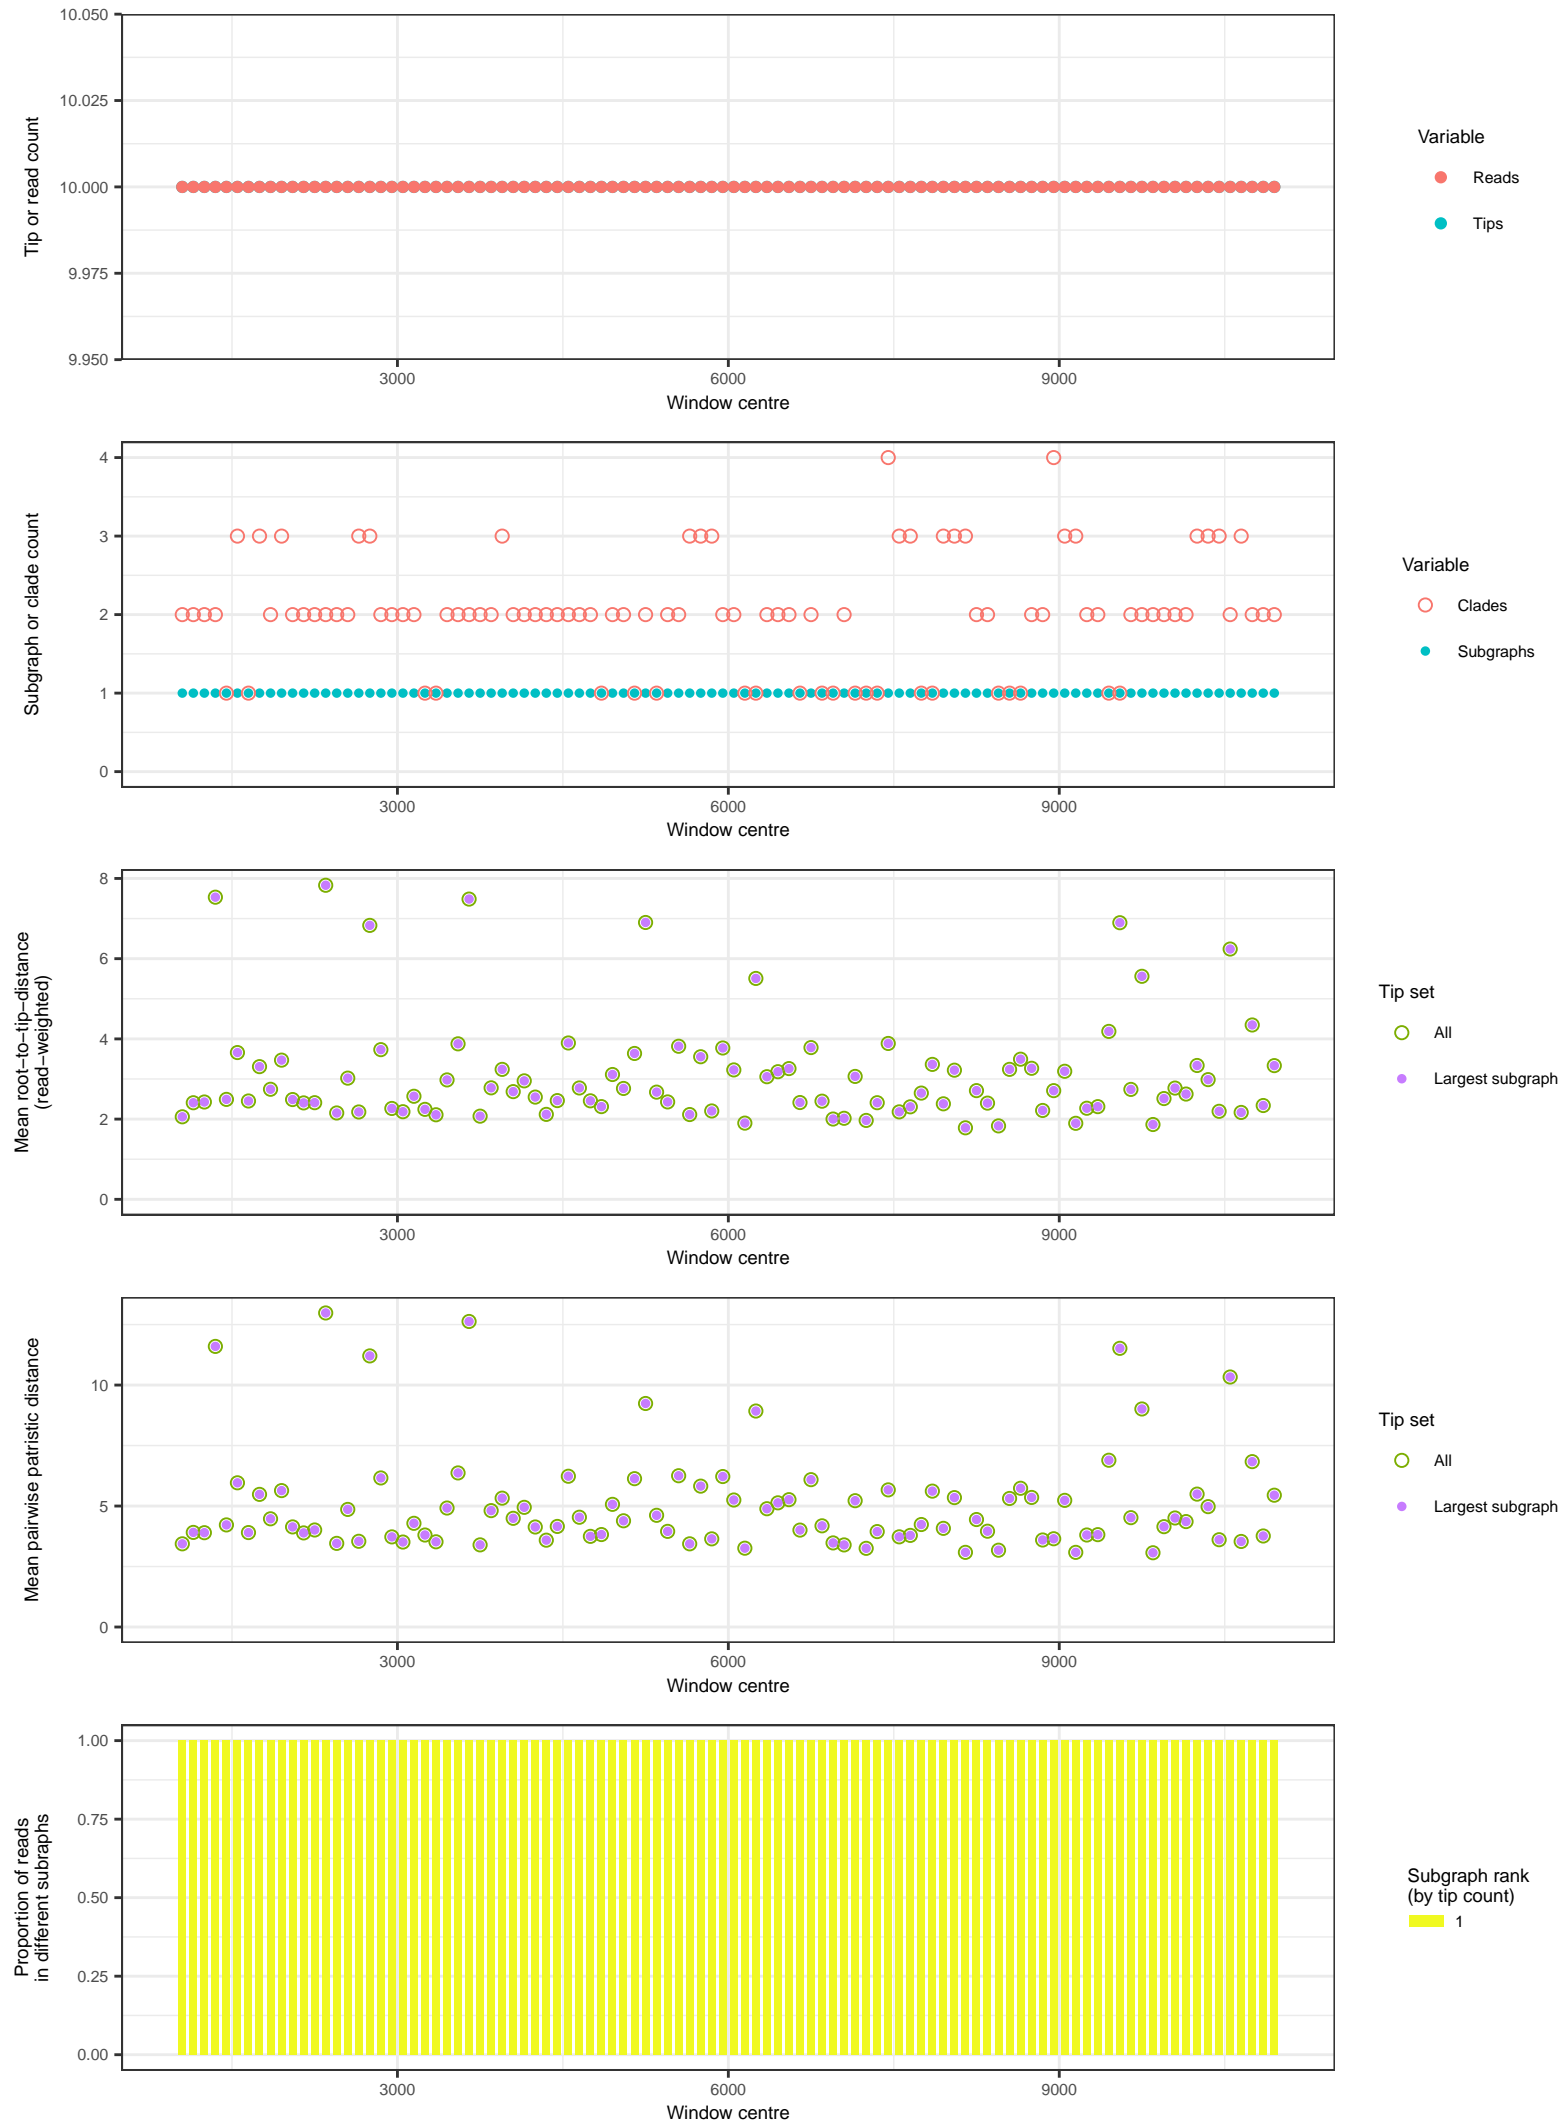 10.050
10.025
10.000
9.975
9.950
Tip or read count
3000 6000 9000
Window centre
Variable
Reads
Tips
4
3
2
1
0
Subgraph or clade count
3000 6000 9000
Window centre
Variable
Clades
Subgraphs
8
6
4
2
0
Mean root−to−tip−distance
(read−weighted)
3000 6000 9000
Window centre
Tip set
All
Largest subgraph
10
5
0
Mean pairwise patristic distance
3000 6000 9000
Window centre
Tip set
All
Largest subgraph
1.00
0.75
0.50
0.25
0.00
Proportion of reads
in different subraphs
3000 6000 9000
Window centre
Subgraph rank
(by tip count)
1